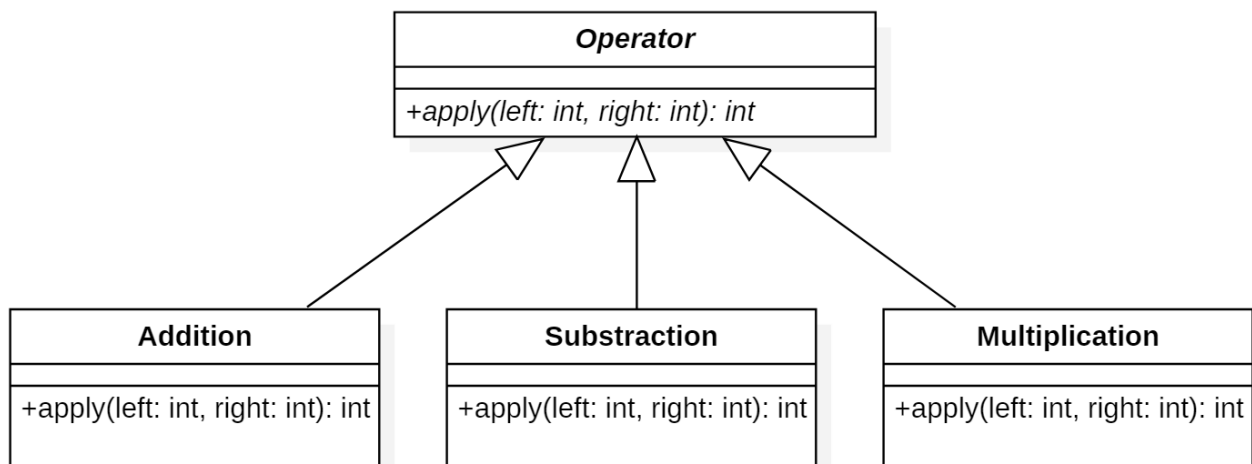 Operator
+apply(left: int, right: int): int
Addition
Substraction
Multiplication
+apply(left: int, right: int): int
+apply(left: int, right: int): int
+apply(left: int, right: int): int